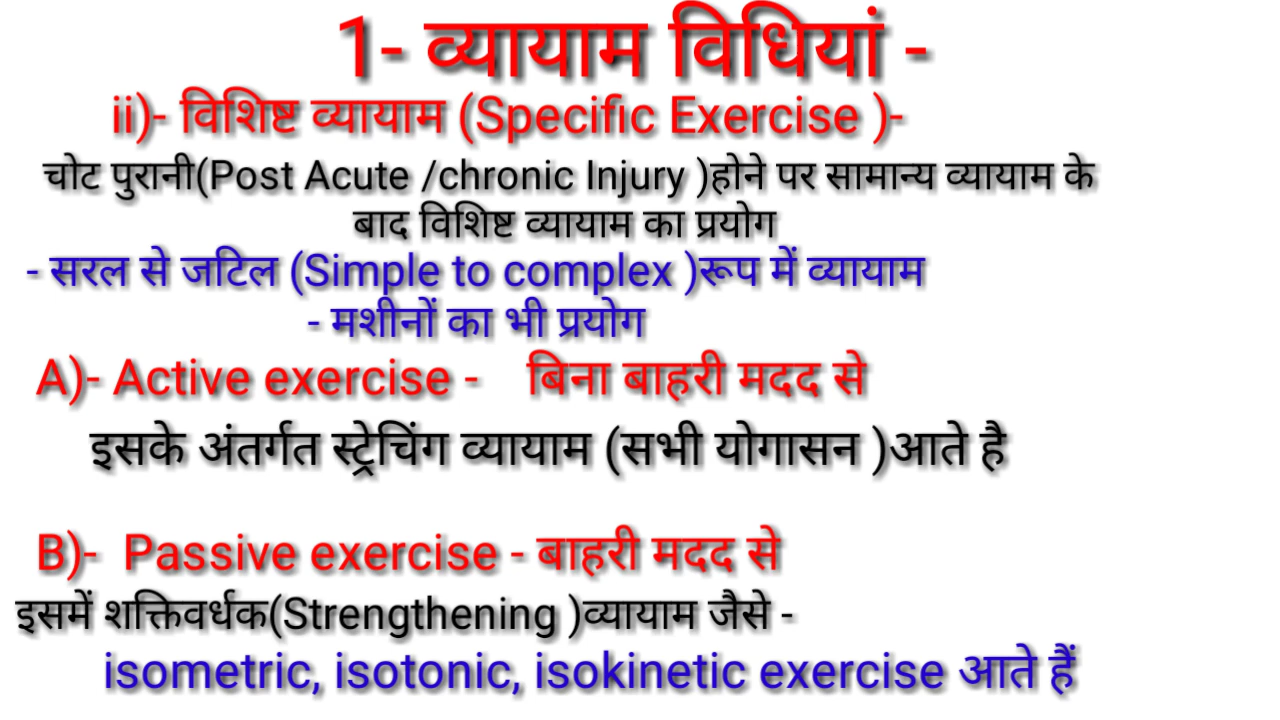 1- व्यायाम विधियां -
ii)- विशिष्ट व्यायाम (Specific Exercise )-
चोट पुरानी(Post Acute /chronic Injury )होने पर सामान्य व्यायाम के
बाद विशिष्ट व्यायाम का प्रयोग
- सरल से जटिल (Simple to complex )रूप में व्यायाम
- मशीनों का भी प्रयोग
A)- Active exercise - बिना बाहरी मदद से
इसके अंतर्गत स्ट्रेचिंग व्यायाम (सभी योगासन )आते है
B)- Passive exercise - बाहरी मदद से
इसमें शक्तिवर्धक(Strengthening )व्यायाम जैसे -
isometric, isotonic, isokinetic exercise आते हैं